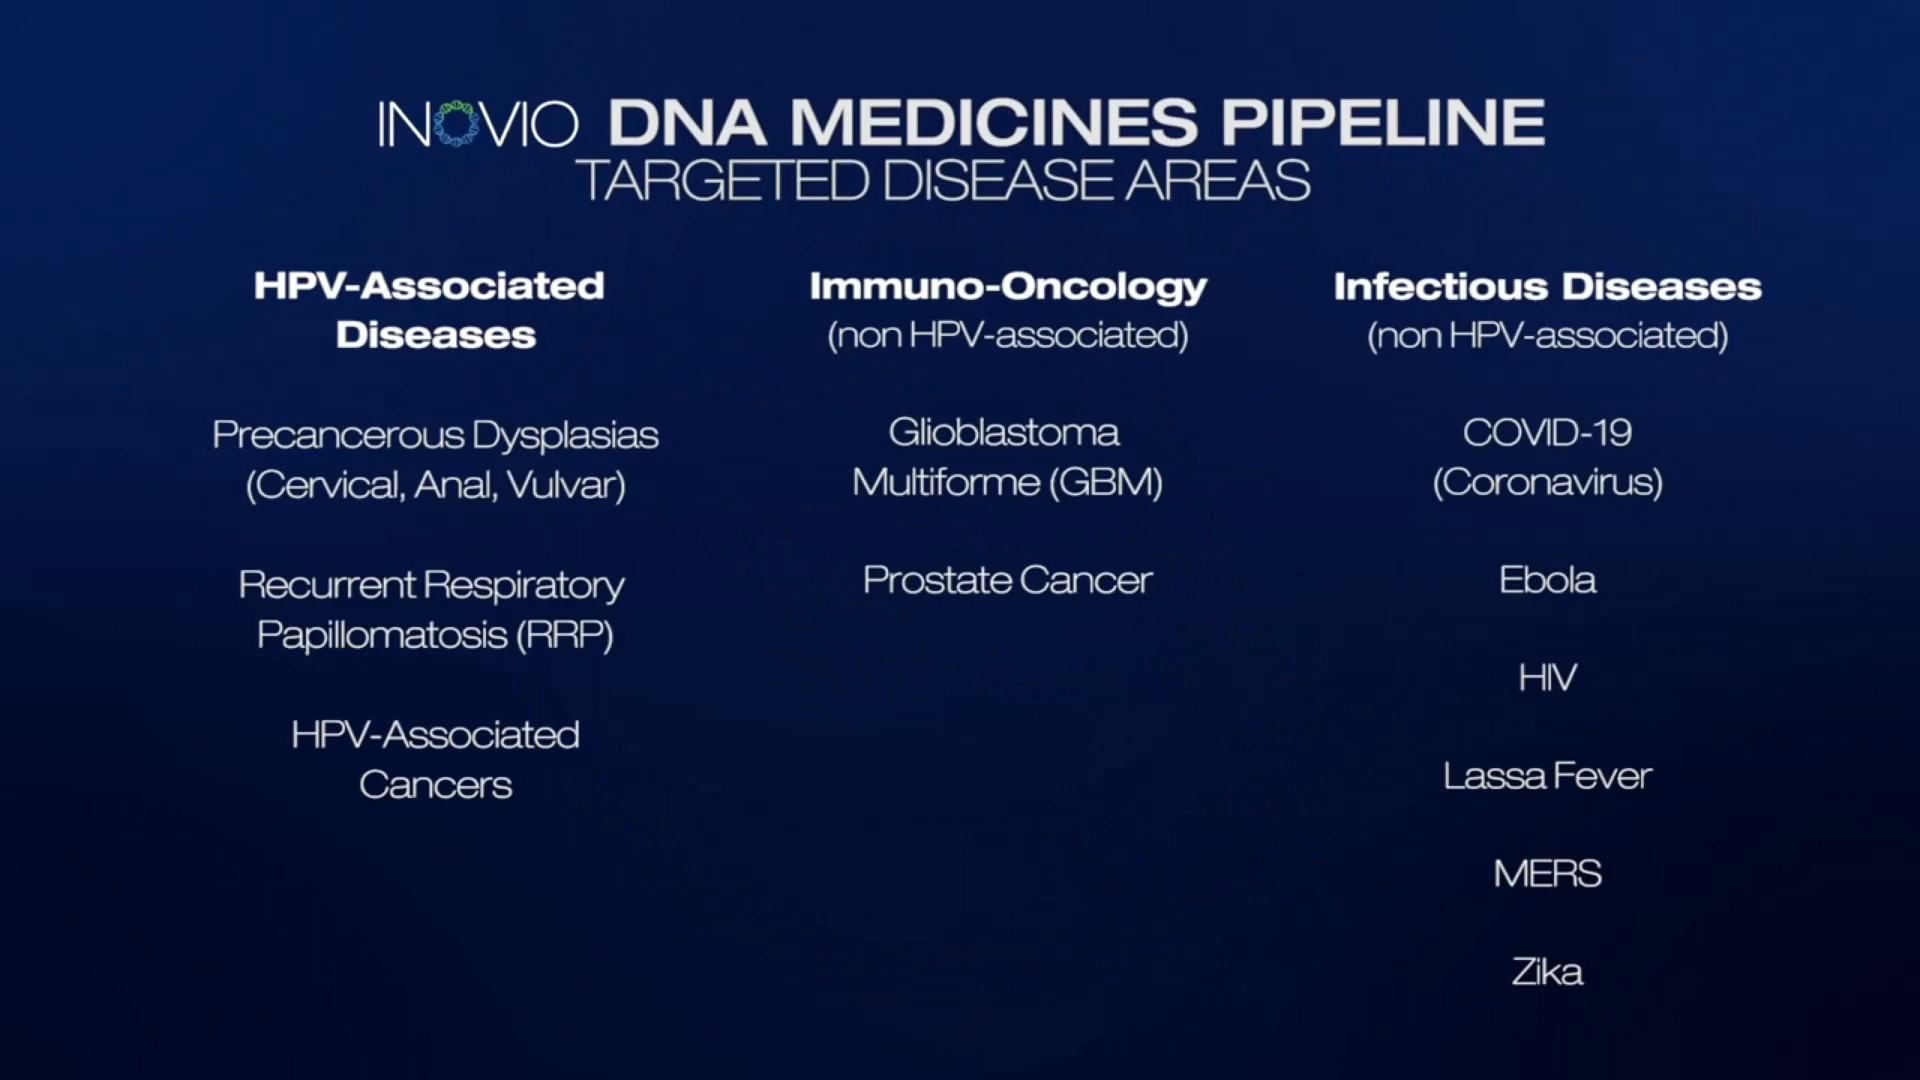 INOVIO DNA MEDICINES PIPELINE
TARGETED DISEASE AREAS
HPV-Associated
Diseases
Precancerous Dysplasias
(Cervical, Anal, Vulvar)
Recurrent Respiratory
Papillomatosis (RRP)
HPV-Associated
Cancers
Immuno-Oncology
(non HPV-associated)
Glioblastoma
Multiforme (GBM)
Prostate Cancer
Infectious Diseases
(non HPV-associated)
COVID-19
(Coronavirus)
Ebola
HIV
Lassa Fever
MERS
Zika